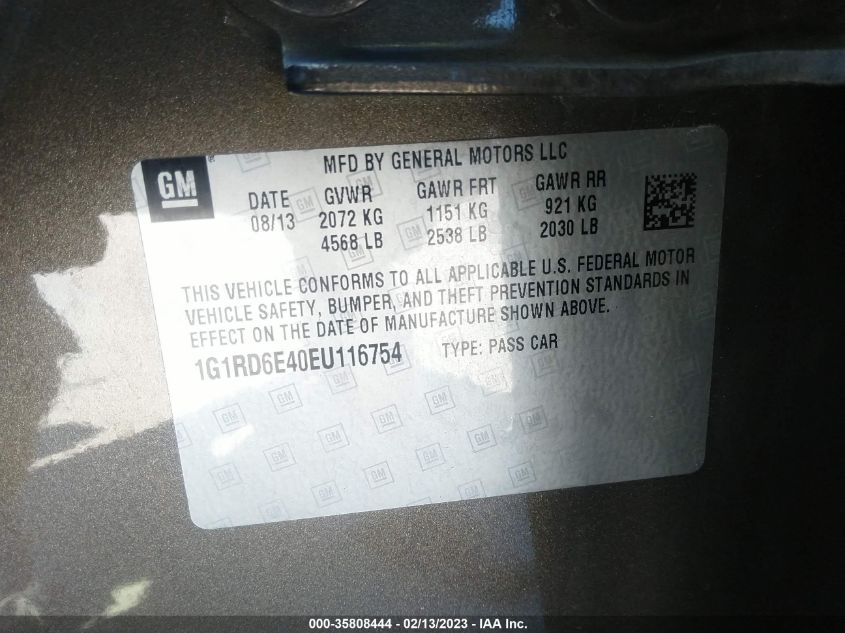 GM
MFD BY GENERAL MOTORS LLC
DATE GVWR GAWR FRT GAWR RR
08/13 2072 KG 1151 KG 921 KG
4568 LB 2538 LB 2030 LB
THIS VEHICLE CONFORMS TO ALL APPLICABLE U.S. FEDERAL MOTOR
VEHICLE SAFETY, BUMPER, AND THEFT PREVENTION STANDARDS IN
EFFECT ON THE DATE OF MANUFACTURE SHOWN ABOVE.
1G1RD6E40EU116754 TYPE: PASS CAR
000-35808444 - 02/13/2023 - IAA Inc.